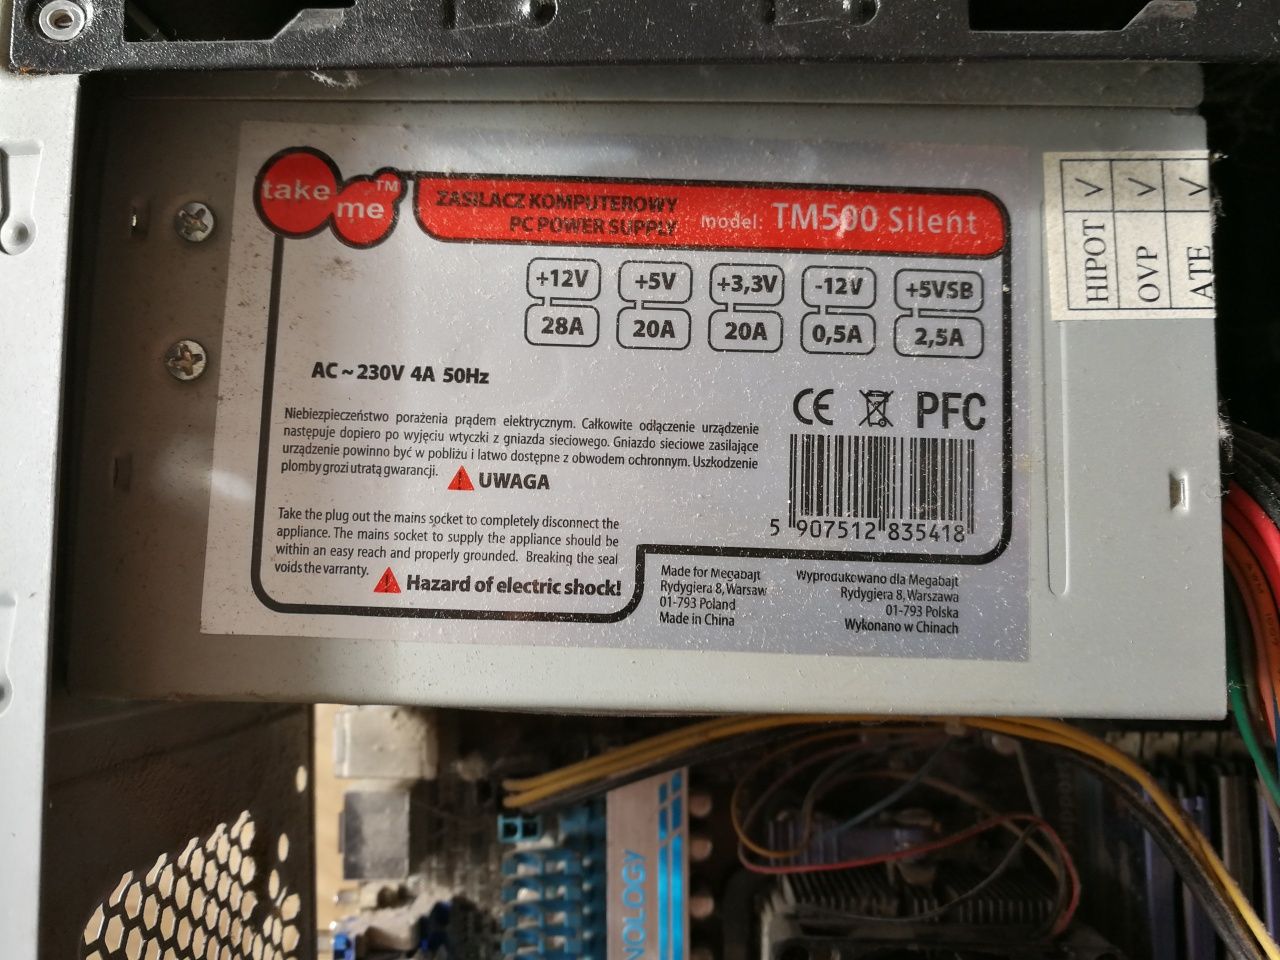 take me™
ZASILACZ KOMPUTEROWY
PC POWER SUPPLY
model: TM500 Silent
+12V +5V +3,3V -12V +5VSB
28A 20A 20A 0,5A 2,5A
AC ~ 230V 4A 50Hz
Niebiezpieczeństwo porażenia prądem elektrycznym. Całkowite odłączenie urządzenie
następuje dopiero po wyjęciu wtyczki z gniazda sieciowego. Gniazdo sieciowe zasilające
urządzenie powinno być w pobliżu i łatwo dostępne z obwodem ochronnym. Uszkodzenie
plomby grozi utratą gwarancji.
UWAGA
Take the plug out the mains socket to completely disconnect the
appliance. The mains socket to supply the appliance should be
within an easy reach and properly grounded. Breaking the seal
voids the warranty.
Hazard of electric shock!
CE PFC
5 907512 835418
Made for Megabajt
Rydygiera 8, Warsaw
01-793 Poland
Made in China
Wyprodukowano dla Megabajt
Rydygiera 8, Warszawa
01-793 Polska
Wykonano w Chinach
HIPOT √
OVP √
ATE √
NOLOGY